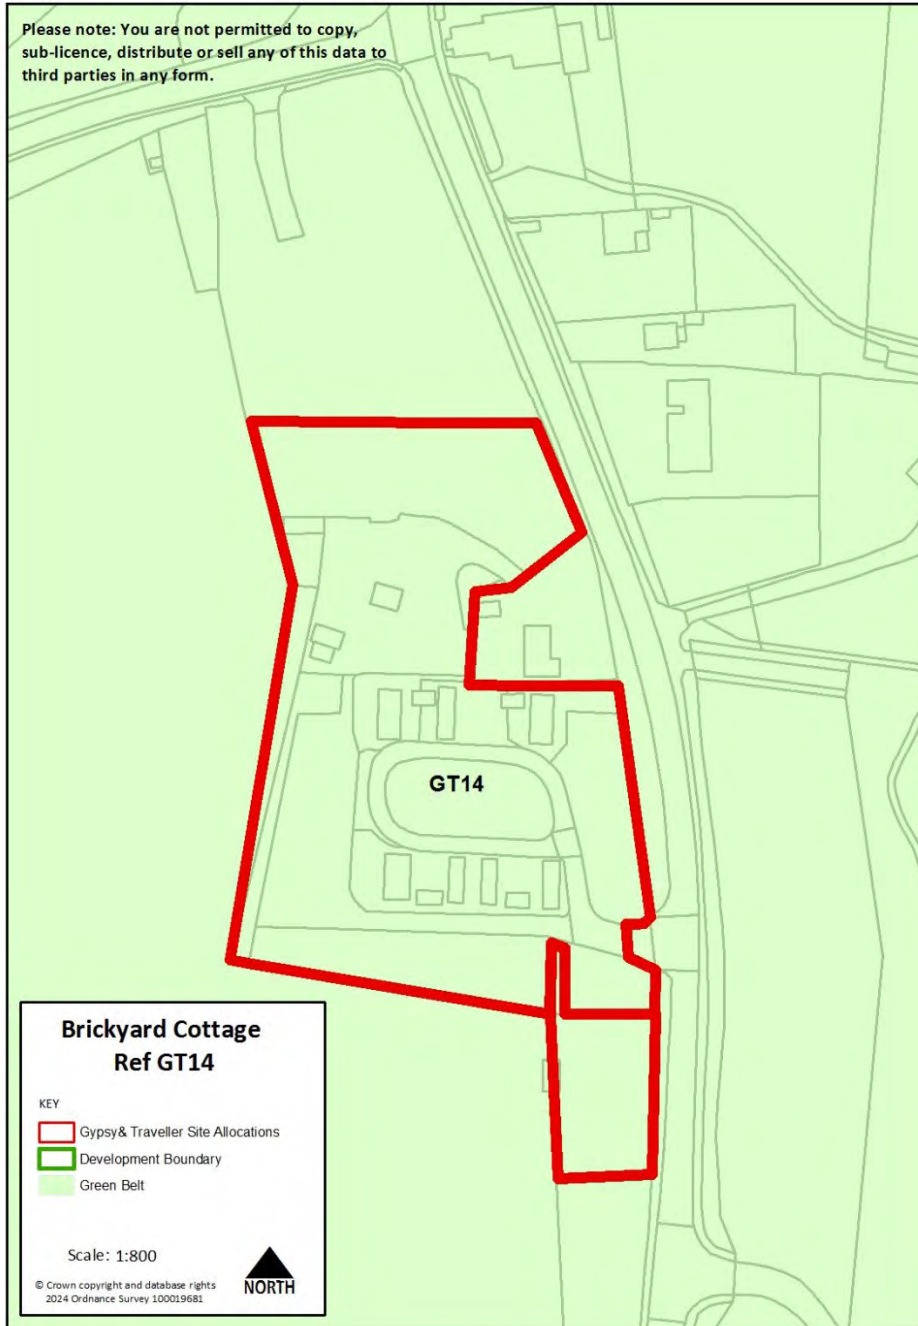 Please note: You are not permitted to copy,
sub-licence, distribute or sell any of this data to
third parties in any form.
GT14
Brickyard Cottage
Ref GT14
KEY
Gypsy& Traveller Site Allocations
Development Boundary
Green Belt
Scale: 1:800
© Crown copyright and database rights
2024 Ordnance Survey 100019681
NORTH